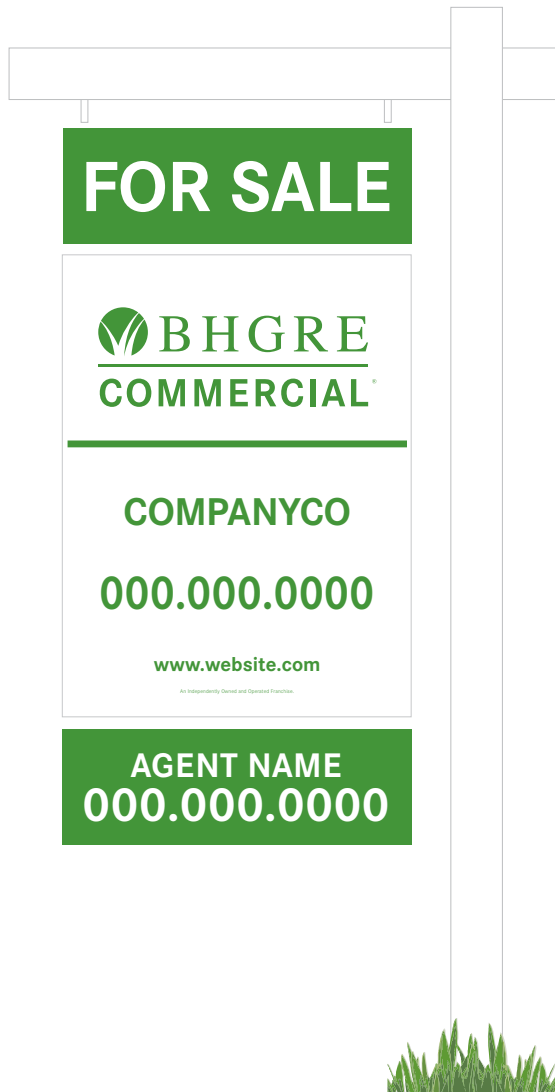 FOR SALE
BHGRE
COMMERCIAL®
COMPANYCO
000.000.0000
www.website.com
An Independently Owned and Operated Franchise.
AGENT NAME
000.000.0000